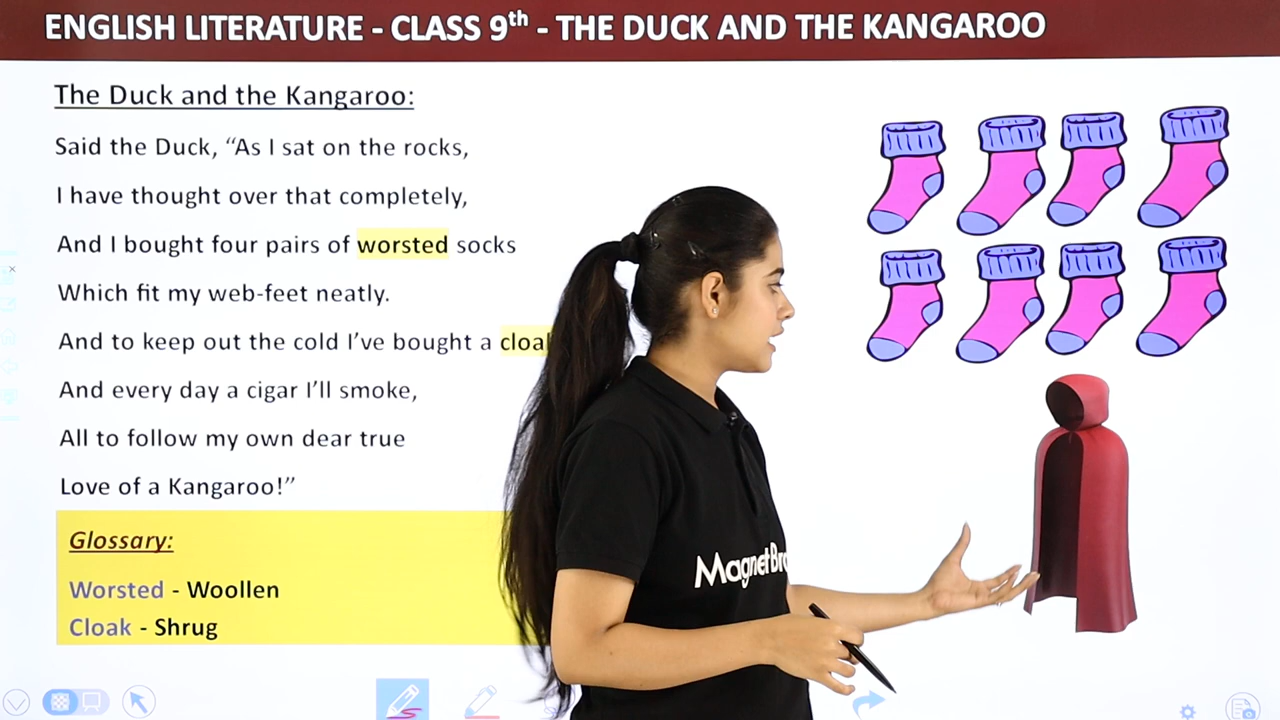 ENGLISH LITERATURE - CLASS 9th - THE DUCK AND THE KANGAROO
The Duck and the Kangaroo:
Said the Duck, “As I sat on the rocks,
I have thought over that completely,
And I bought four pairs of worsted socks
Which fit my web-feet neatly.
And to keep out the cold I’ve bought a
And every day a cigar I’ll smoke,
All to follow my own dear true
Love of a Kangaroo!”
Glossary:
Worsted - Woollen
Cloak - Shrug